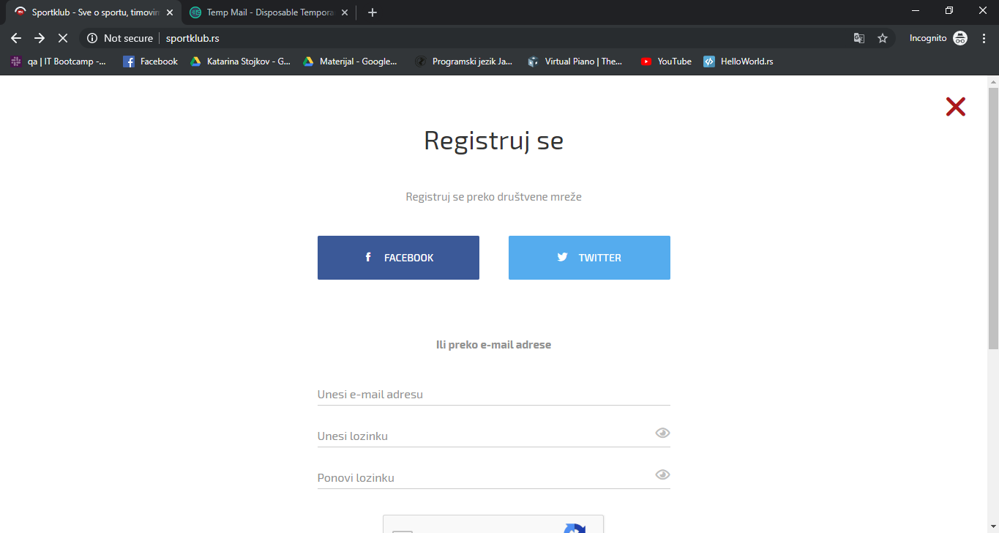 Sportklub - Sve o sportu, timovim
Temp Mail - Disposable Tempora
Not secure
sportklub.rs
Incognito
qa | IT Bootcamp -...
Facebook
Katarina Stojkov - G...
Materijal - Google...
Programski jezik Ja...
Virtual Piano | The...
YouTube
HelloWorld.rs
Registruj se
Registruj se preko društvene mreže
FACEBOOK
TWITTER
Ili preko e-mail adrese
Unesi e-mail adresu
Unesi lozinku
Ponovi lozinku